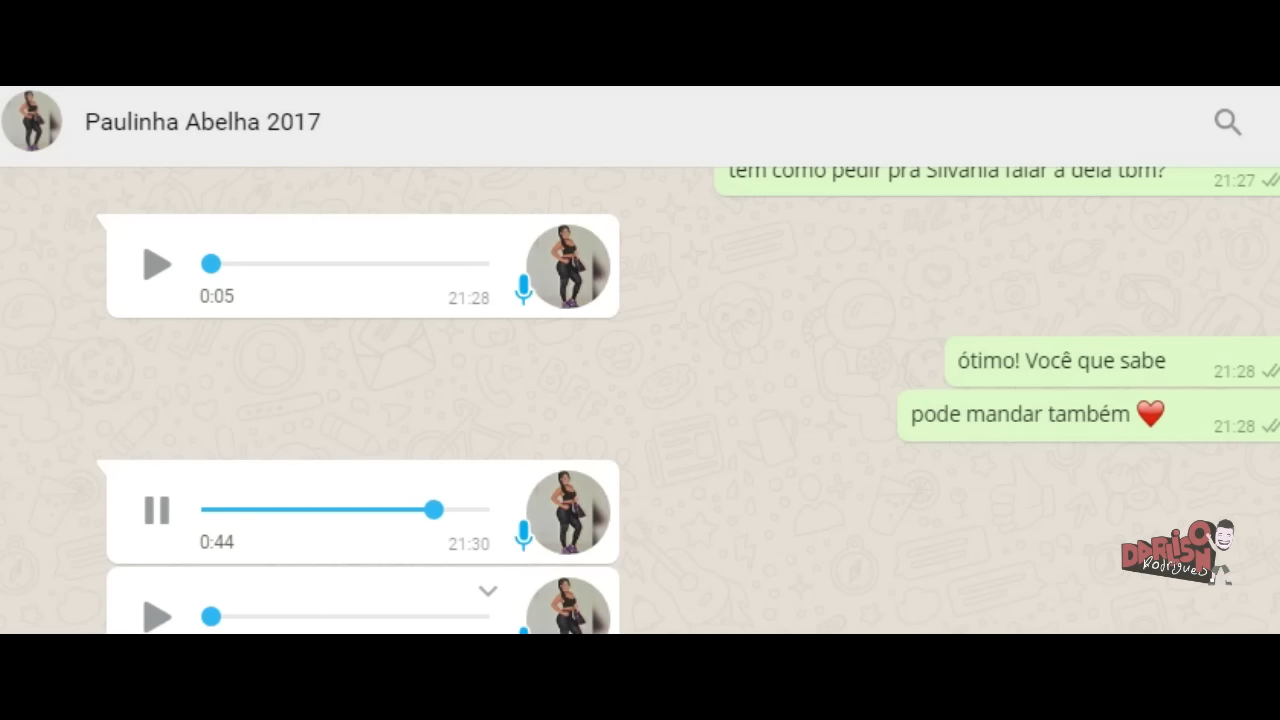 Paulinha Abelha 2017
tem como pedir pra Silvania falar a dela tbm?
21:27
0:05
21:28
ótimo! Você que sabe
21:28
pode mandar também ❤️
21:28
0:44
21:30
DARLISON
Rodrigues